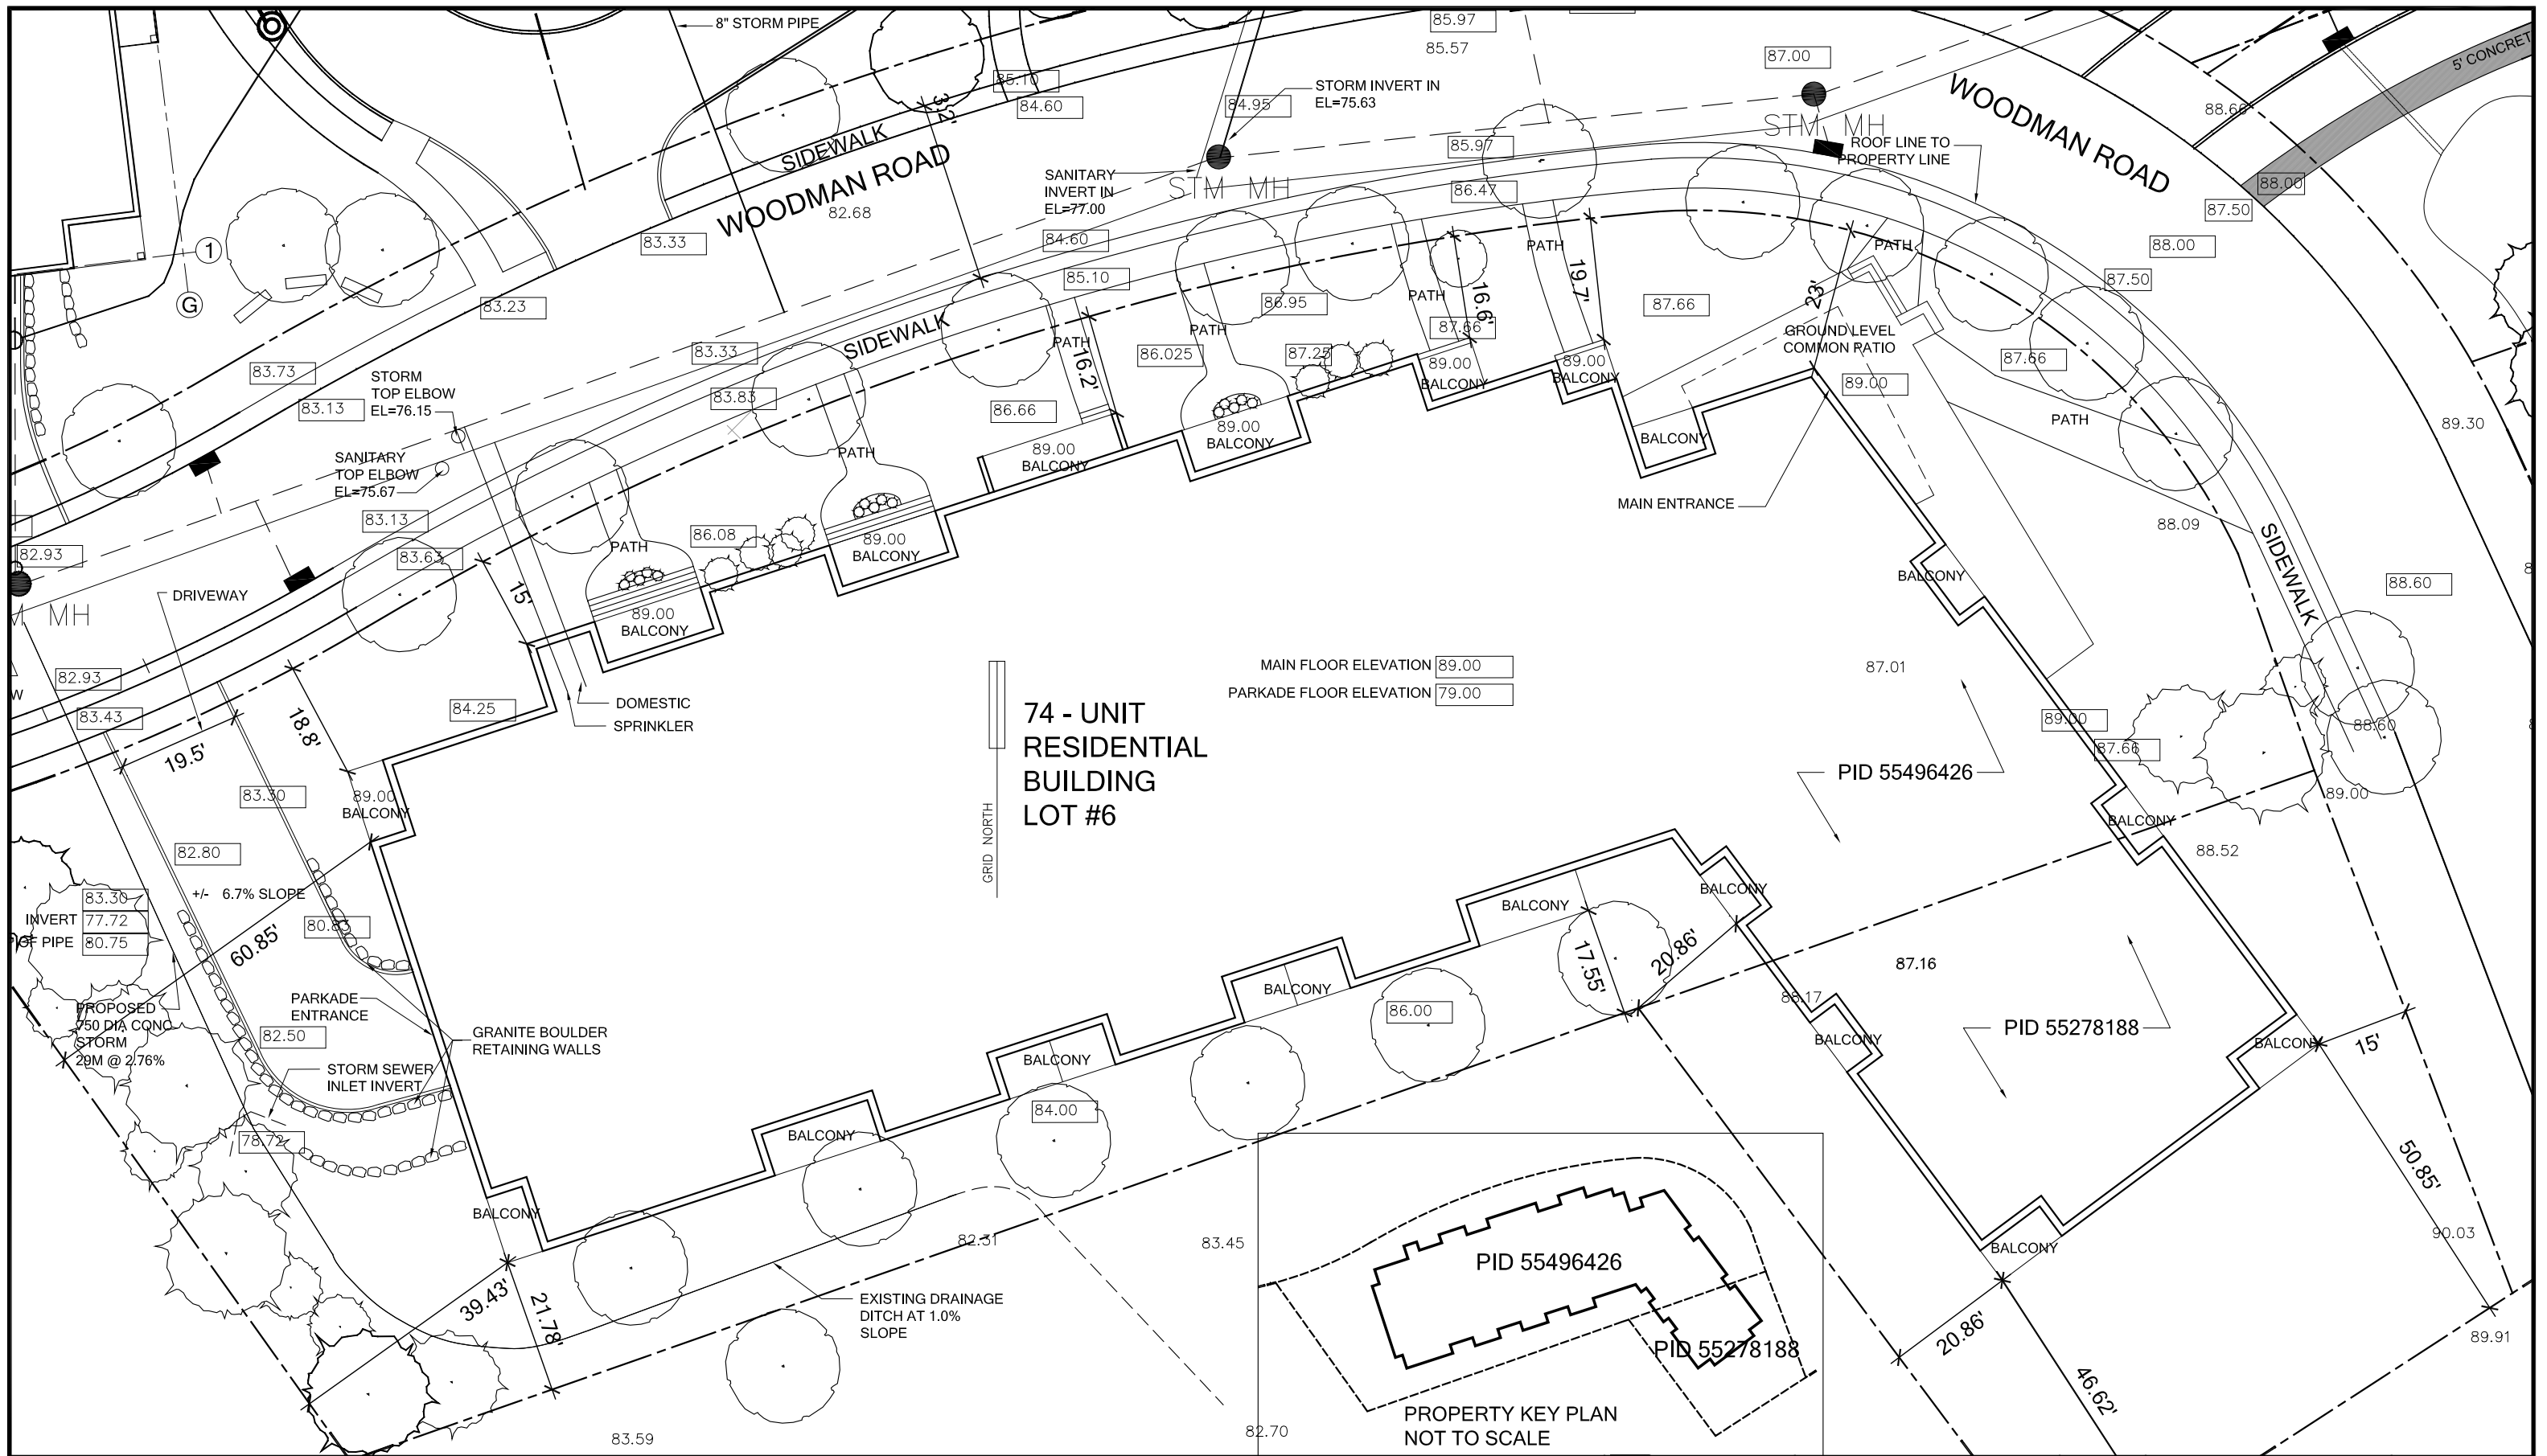 8" STORM PIPE
85.97
85.57
87.00
5' CONCRET
85.10
84.60
3.2'
84.95
STORM INVERT IN
EL=75.63
WOODMAN ROAD
88.66
STM MH
85.97
ROOF LINE TO
PROPERTY LINE
SIDEWALK
WOODMAN ROAD
82.68
SANITARY
INVERT IN
EL=77.00
STM MH
86.47
88.00
87.50
88.00
1
G
83.33
84.60
85.10
PATH
PATH
87.50
83.23
86.95
PATH
16.6'
19.7'
87.66
23'
87.66
GROUND LEVEL
COMMON PATIO
87.66
SIDEWALK
PATH
PATH
16.2'
86.025
87.25
83.33
83.73
STORM
TOP ELBOW
EL=76.15
83.13
83.83
86.66
89.00
BALCONY
89.00
BALCONY
89.00
PATH
89.30
89.00
BALCONY
BALCONY
89.00
BALCONY
PATH
SANITARY
TOP ELBOW
EL=75.67
MAIN ENTRANCE
83.13
86.08
88.09
89.00
BALCONY
PATH
82.93
83.63
SIDEWALK
BALCONY
88.60
DRIVEWAY
15'
MH
89.00
BALCONY
MAIN FLOOR ELEVATION 89.00
PARKADE FLOOR ELEVATION 79.00
87.01
82.93
83.43
84.25
DOMESTIC
SPRINKLER
74 - UNIT
RESIDENTIAL
BUILDING
LOT #6
GRID NORTH
18.8'
19.5'
89.00
88.60
87.66
PID 55496426
83.30
89.00
BALCONY
89.00
BALCONY
82.80
88.52
+/- 6.7% SLOPE
83.30
INVERT 77.72
OF PIPE 80.75
80.83
60.85'
BALCONY
BALCONY
17.55'
20.86'
87.16
BALCONY
88.17
86.00
PARKADE
ENTRANCE
PROPOSED
750 DIA CONC
STORM
29M @ 2.76%
82.50
GRANITE BOULDER
RETAINING WALLS
PID 55278188
BALCONY
BALCONY
15'
STORM SEWER
INLET INVERT
BALCONY
84.00
78.72
BALCONY
50.85'
BALCONY
82.31
83.45
90.03
BALCONY
PID 55496426
39.43'
21.78'
EXISTING DRAINAGE
DITCH AT 1.0%
SLOPE
PID 55278188
20.86'
89.91
46.62'
PROPERTY KEY PLAN
NOT TO SCALE
83.59
82.70